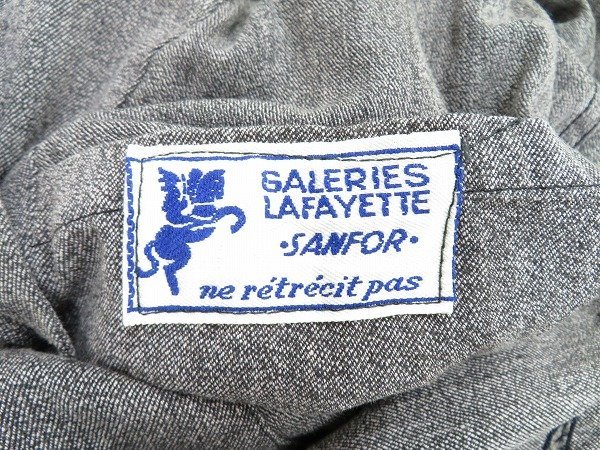 GALERIES
LAFAYETTE
•SANFOR•
ne rétrécit pas